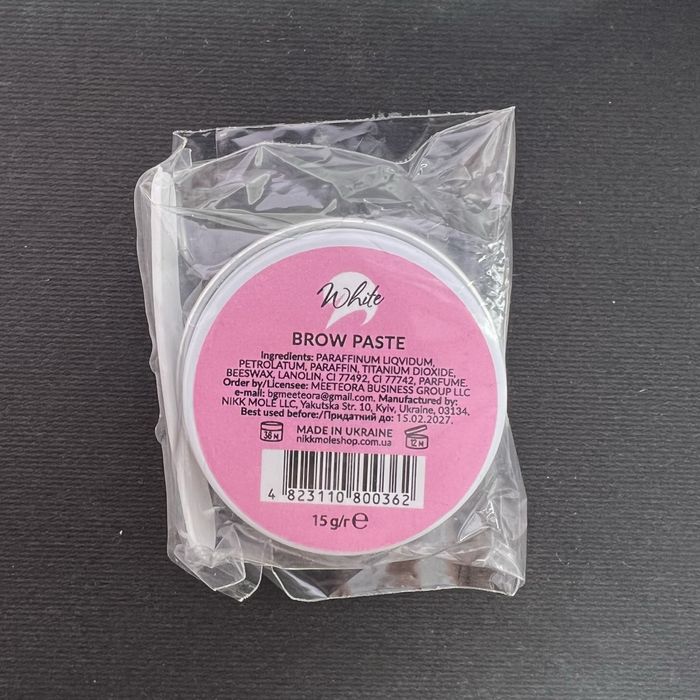 White
BROW PASTE
Ingredients: PARAFFINUM LIQVIDUM,
PETROLATUM, PARAFFIN, TITANIUM DIOXIDE,
BEESWAX, LANOLIN, CI 77492, CI 77742, PARFUME.
Order by/Licensee: MEETEORA BUSINESS GROUP LLC
e-mail: bgmeeteora@gmail.com. Manufactured by:
NIKK MOLE LLC, Yakutska Str. 10, Kyiv, Ukraine, 03134.
Best used before:/Придатний до: 15.02.2027.
36 M
MADE IN UKRAINE
nikkmoleshop.com.ua
12 M
4 823110 800362
15 g/г e